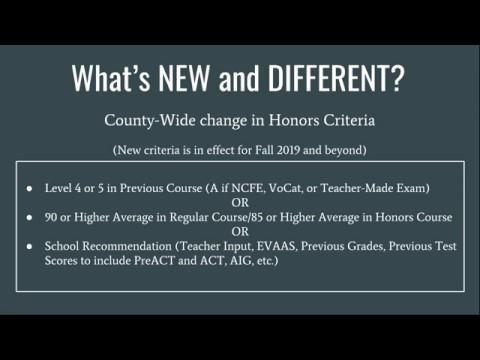 What's NEW and DIFFERENT?
County-Wide change in Honors Criteria
(New criteria is in effect for Fall 2019 and beyond)
● Level 4 or 5 in Previous Course (A if NCFE, VoCat, or Teacher-Made Exam)
OR
● 90 or Higher Average in Regular Course/85 or Higher Average in Honors Course
OR
● School Recommendation (Teacher Input, EVAAS, Previous Grades, Previous Test
Scores to include PreACT and ACT, AIG, etc.)